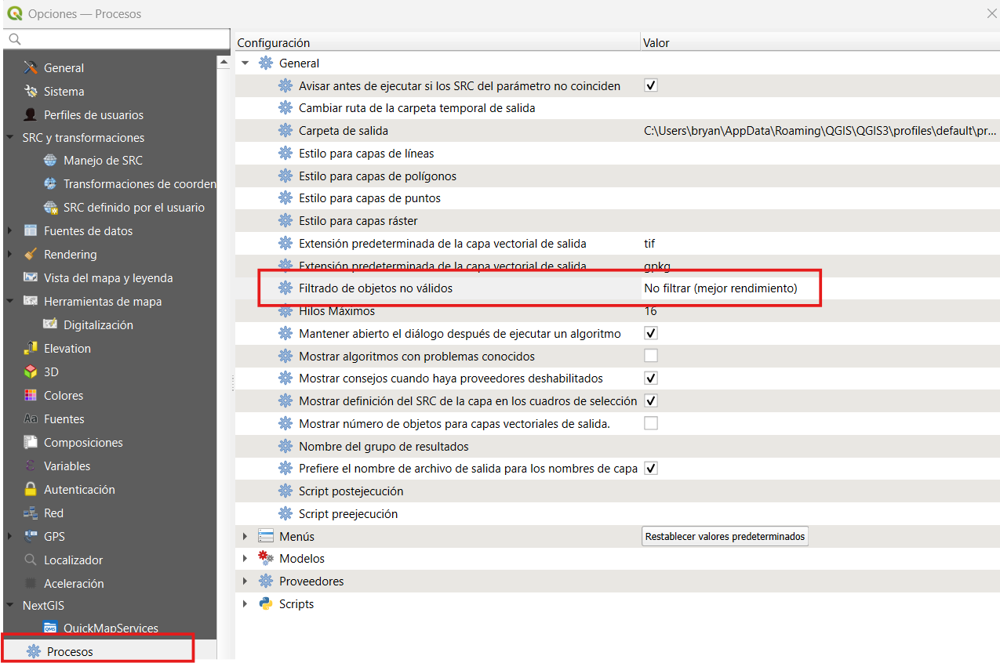 Opciones — Procesos
General
Sistema
Perfiles de usuarios
SRC y transformaciones
Manejo de SRC
Transformaciones de coorden
SRC definido por el usuario
Fuentes de datos
Rendering
Vista del mapa y leyenda
Herramientas de mapa
Digitalización
Elevation
3D
Colores
Aa Fuentes
Composiciones
Variables
Autenticación
Red
GPS
Localizador
Aceleración
NextGIS
QMS QuickMapServices
Procesos
Configuración Valor
General
Avisar antes de ejecutar si los SRC del parámetro no coinciden
Cambiar ruta de la carpeta temporal de salida
Carpeta de salida C:\Users\bryan\AppData\Roaming\QGIS\QGIS3\profiles\default\pr...
Estilo para capas de líneas
Estilo para capas de polígonos
Estilo para capas de puntos
Estilo para capas ráster
Extensión predeterminada de la capa vectorial de salida tif
Extensión predeterminada de la capa vectorial de salida gpkg
Filtrado de objetos no válidos No filtrar (mejor rendimiento)
Hilos Máximos 16
Mantener abierto el diálogo después de ejecutar un algoritmo
Mostrar algoritmos con problemas conocidos
Mostrar consejos cuando haya proveedores deshabilitados
Mostrar definición del SRC de la capa en los cuadros de selección
Mostrar número de objetos para capas vectoriales de salida.
Nombre del grupo de resultados
Prefiere el nombre de archivo de salida para los nombres de capa
Script postejecución
Script preejecución
Menús Restablecer valores predeterminados
Modelos
Proveedores
Scripts